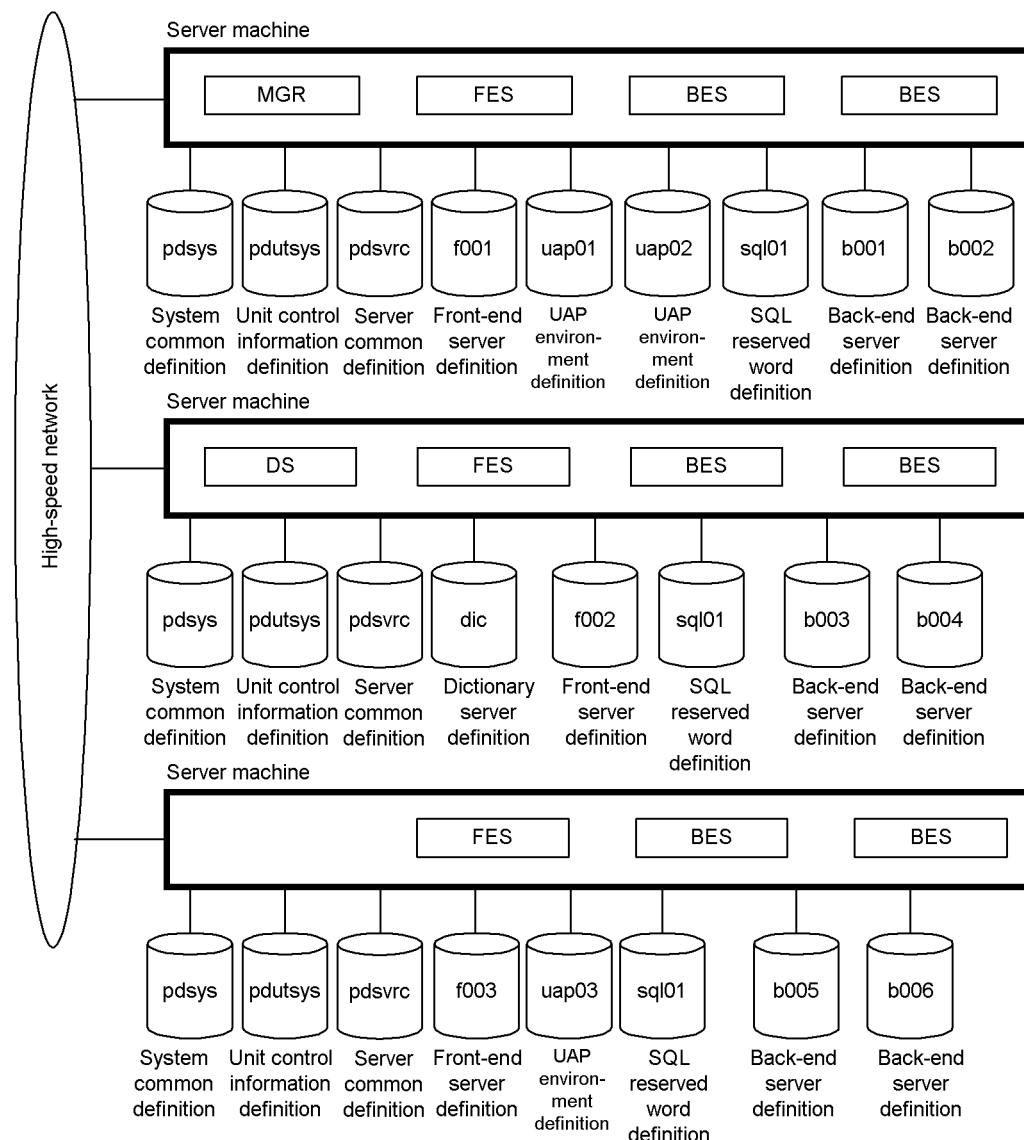 Server machine
MGR FES BES BES
pdsys pdutsys pdsvrc f001 uap01 uap02 sql01 b001 b002
System Unit control Server Front-end UAP UAP SQL Back-end Back-end
common information common server environ- environ- reserved server server
definition definition definition definition ment ment word definition definition
definition definition definition
High-speed network
Server machine
DS FES BES BES
pdsys pdutsys pdsvrc dic f002 sql01 b003 b004
System Unit control Server Dictionary Front-end SQL Back-end Back-end
common information common server server reserved server server
definition definition definition definition definition word definition definition
definition
Server machine
FES BES BES
pdsys pdutsys pdsvrc f003 uap03 sql01 b005 b006
System Unit control Server Front-end UAP SQL Back-end Back-end
common information common server environ- reserved server server
definition definition definition definition ment word definition definition
definition definition